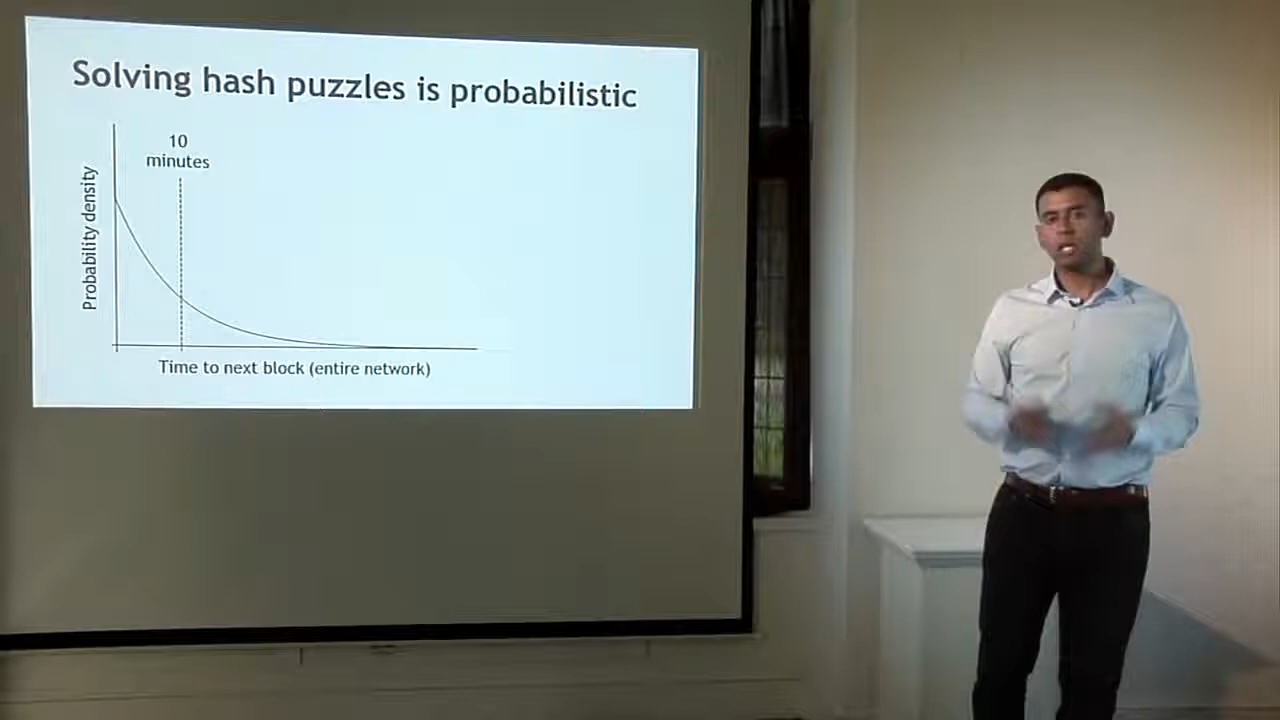 Solving hash puzzles is probabilistic
10
minutes
Probability density
Time to next block (entire network)